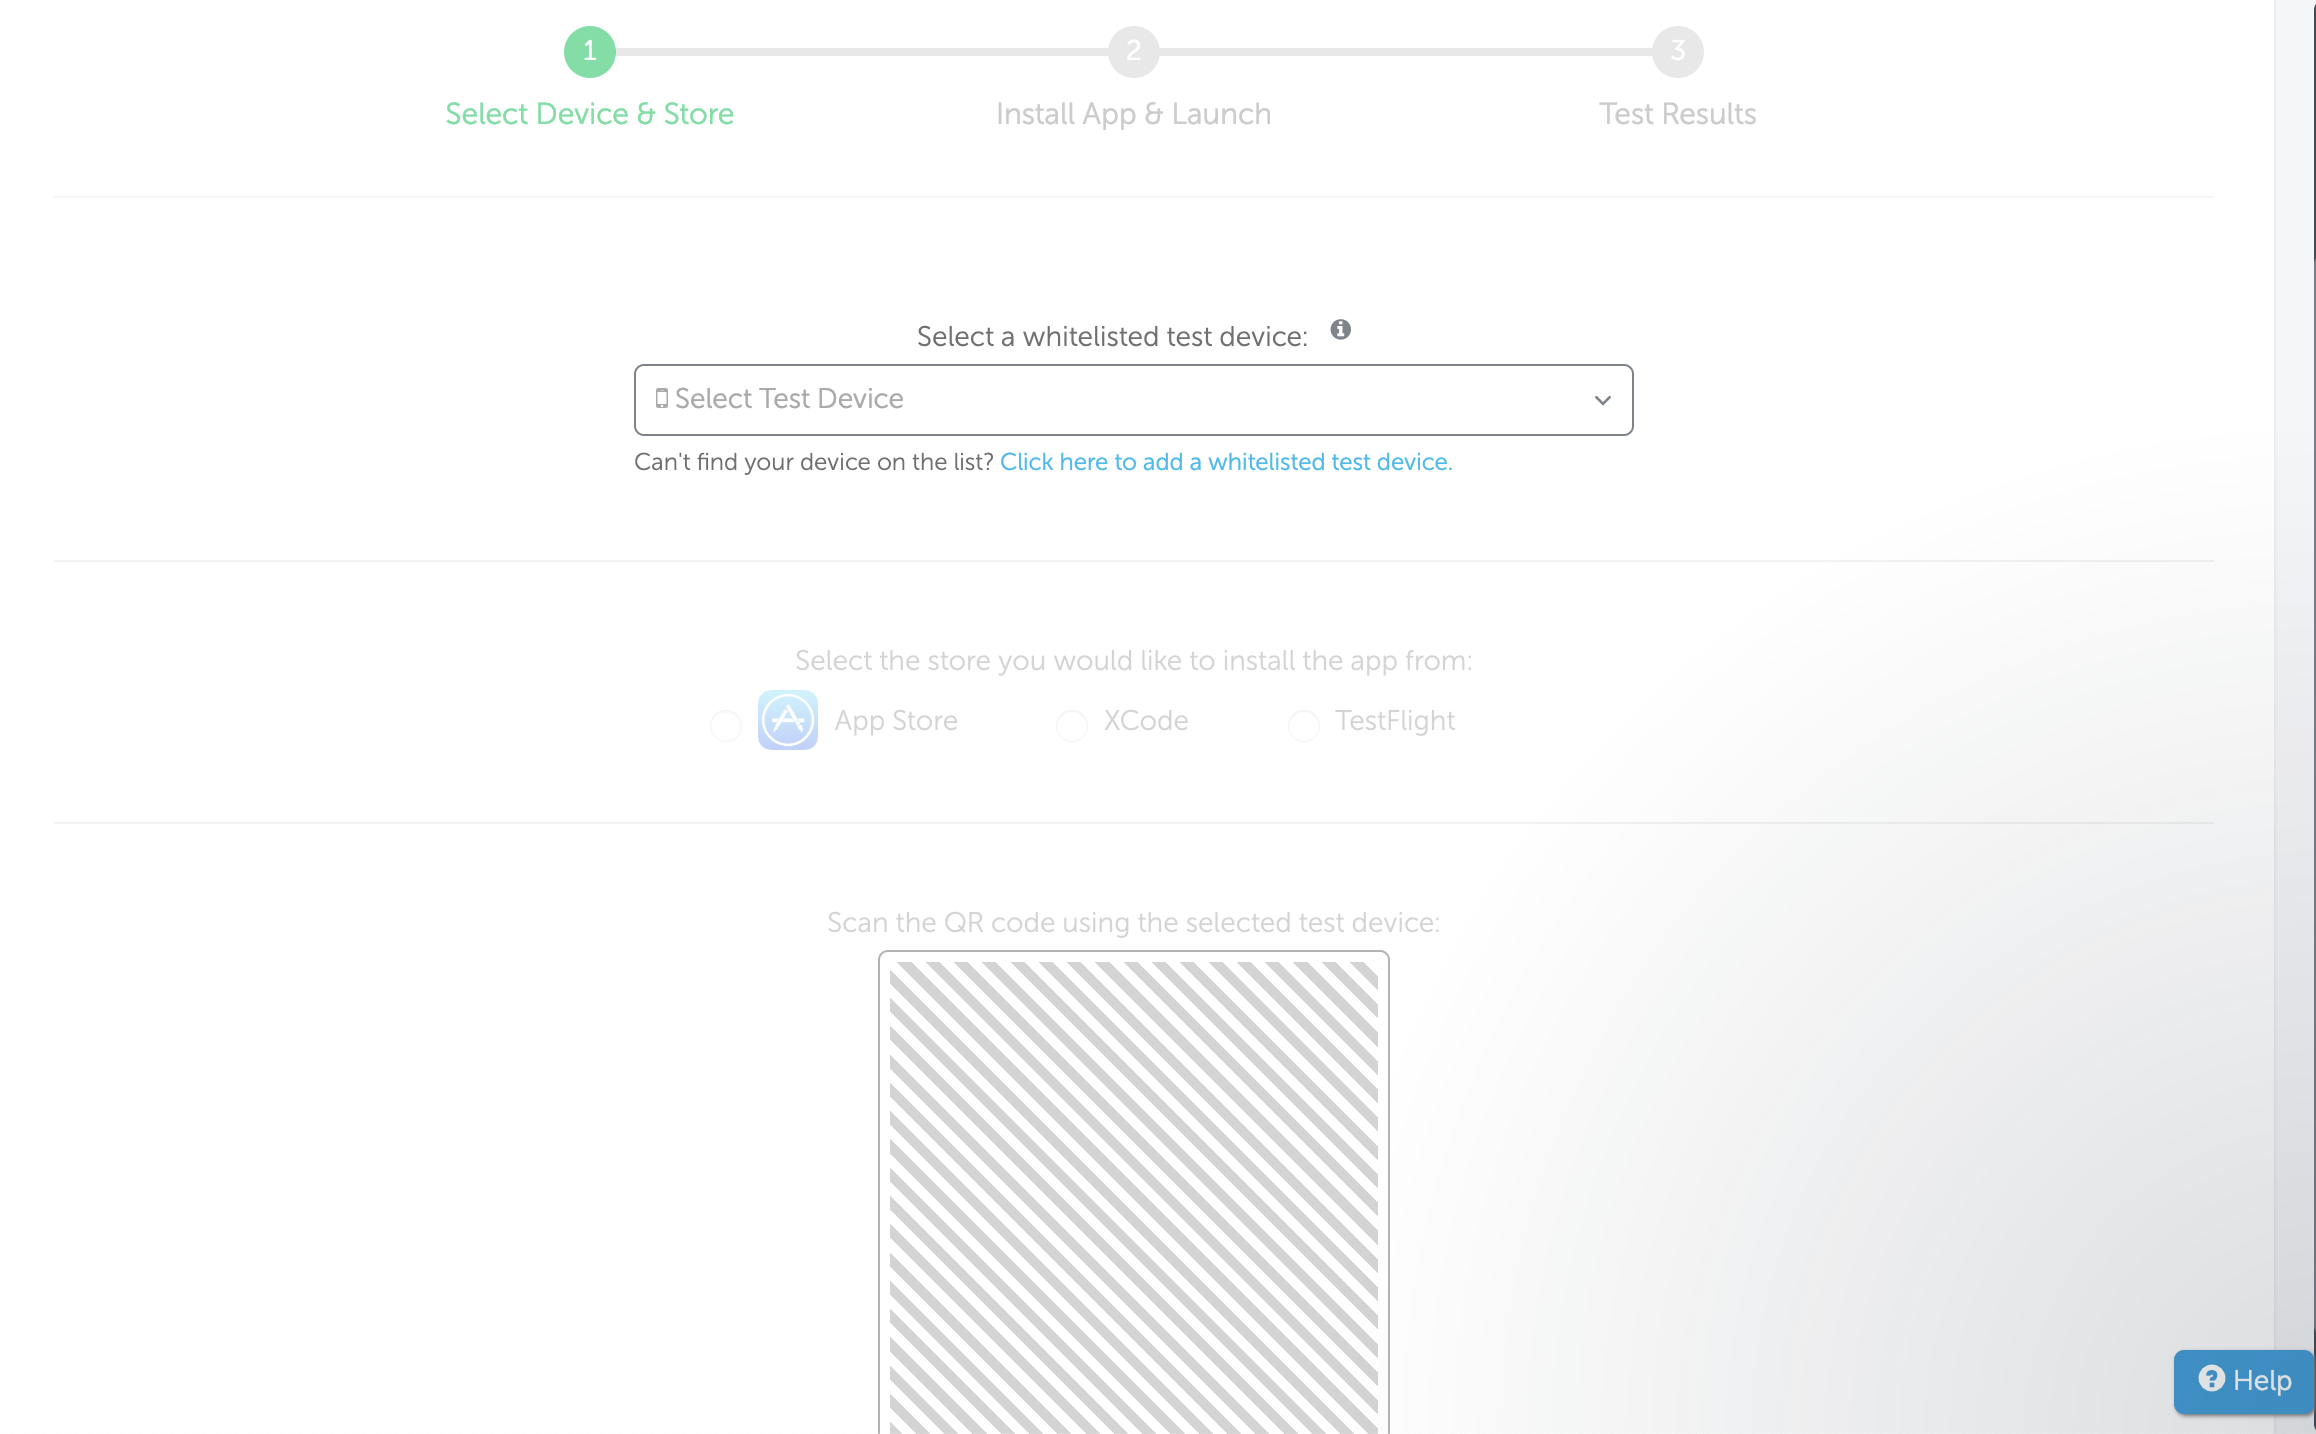 1
2
3
Select Device & Store
Install App & Launch
Test Results
Select a whitelisted test device:
Select Test Device
Can't find your device on the list? Click here to add a whitelisted test device.
Select the store you would like to install the app from:
App Store
XCode
TestFlight
Scan the QR code using the selected test device:
Help